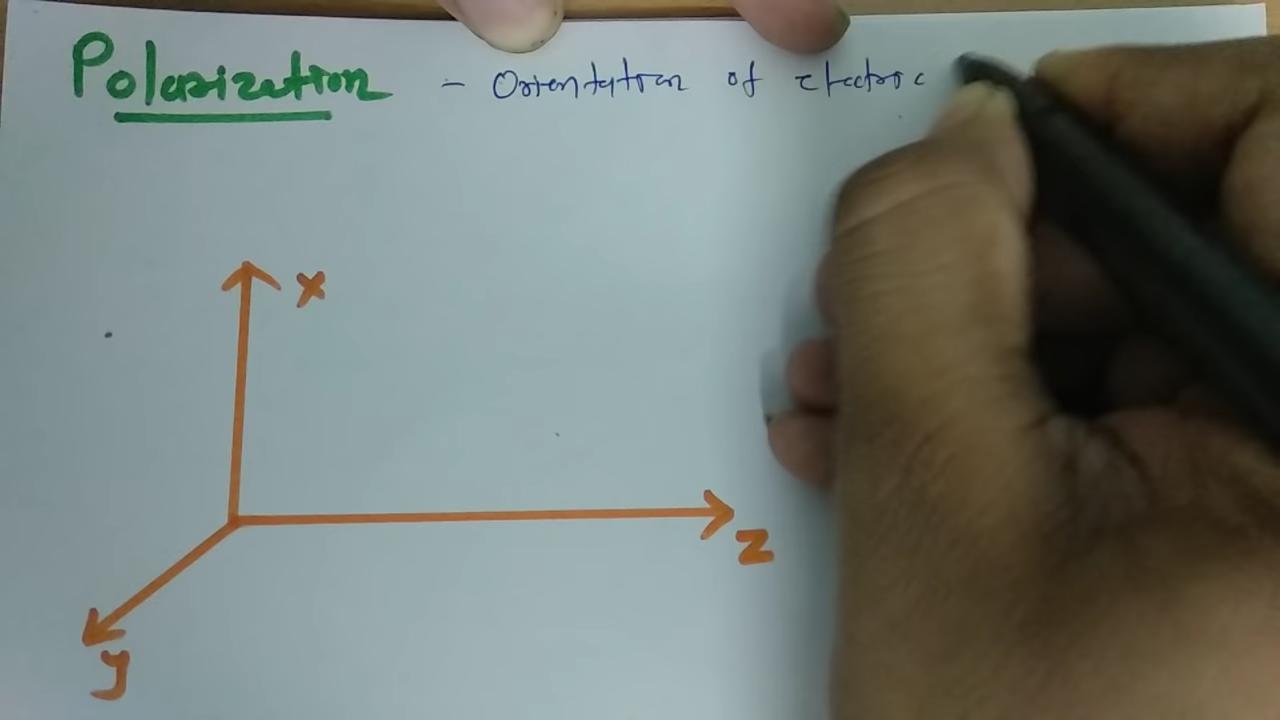 Polarization - Orientation of electric
x
z
y